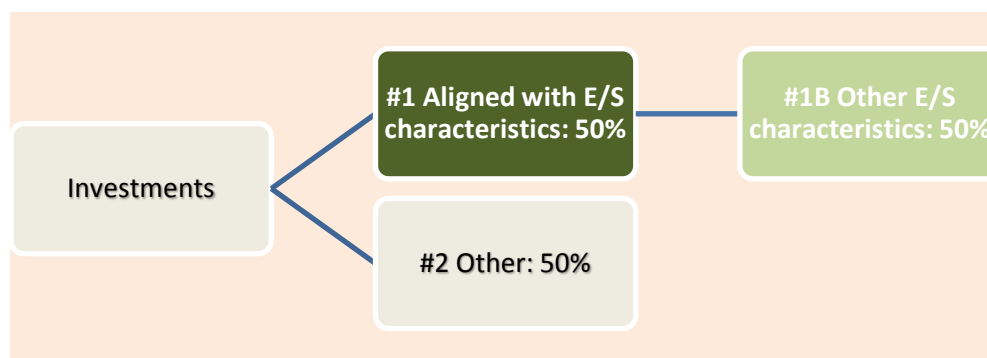 #1 Aligned with E/S
characteristics: 50%
#1B Other E/S
characteristics: 50%
Investments
#2 Other: 50%